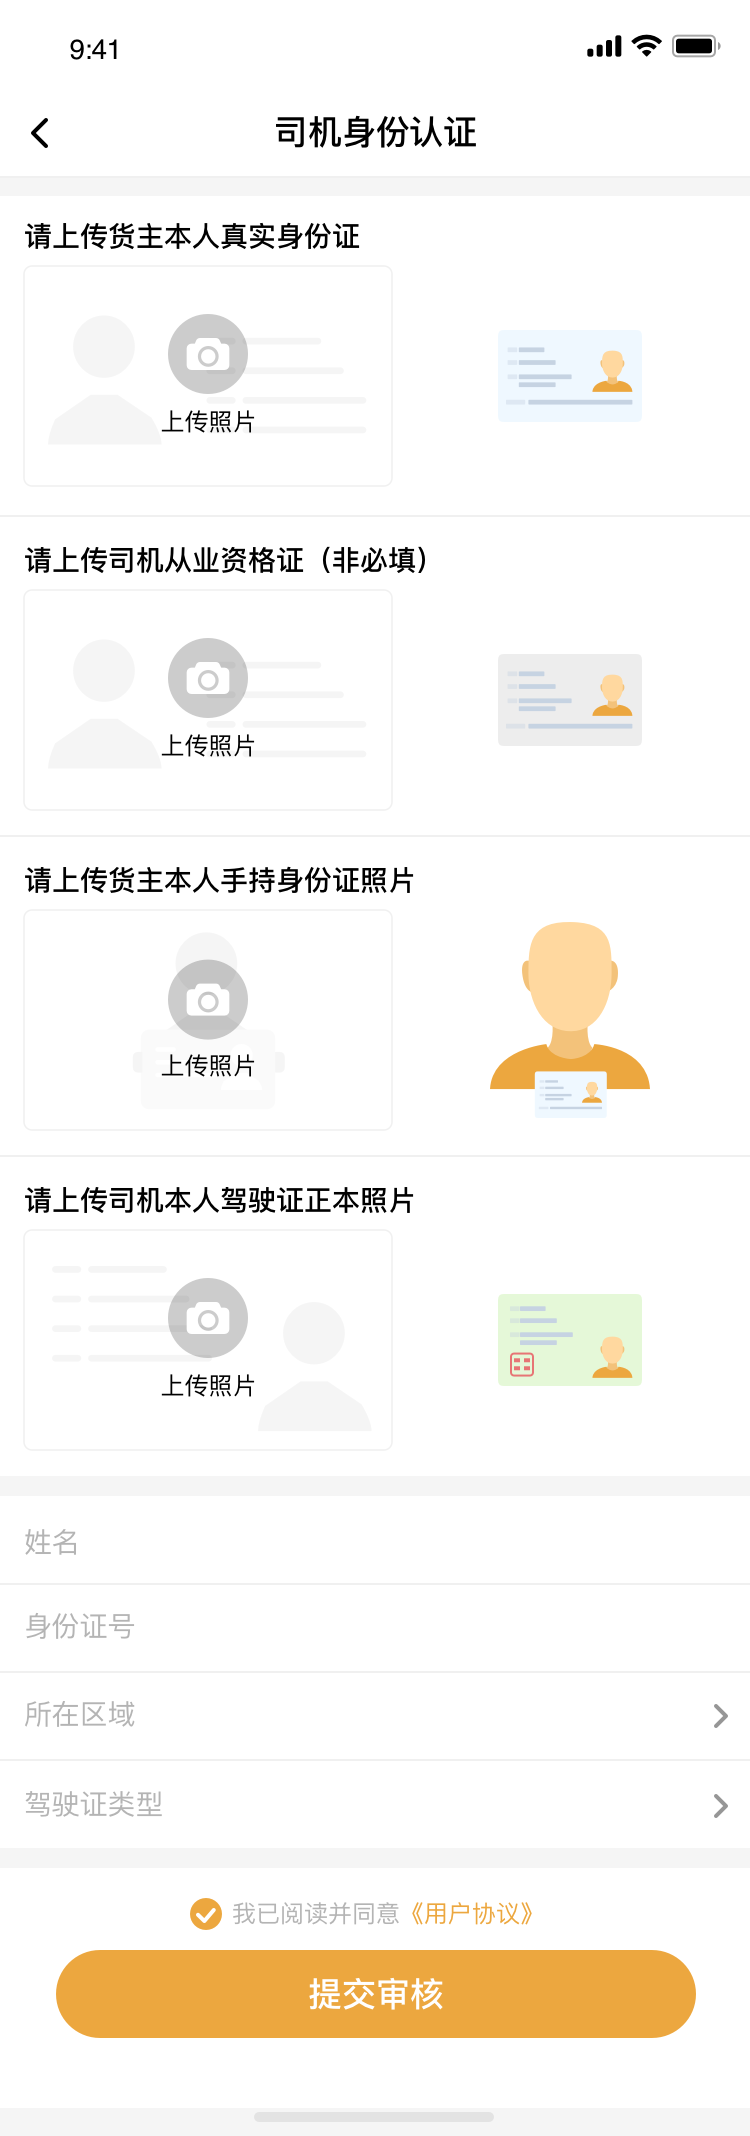 9:41
司机身份认证
请上传货主本人真实身份证
上传照片
请上传司机从业资格证（非必填）
上传照片
请上传货主本人手持身份证照片
上传照片
请上传司机本人驾驶证正本照片
上传照片
姓名
身份证号
所在区域
驾驶证类型
我已阅读并同意《用户协议》
提交审核